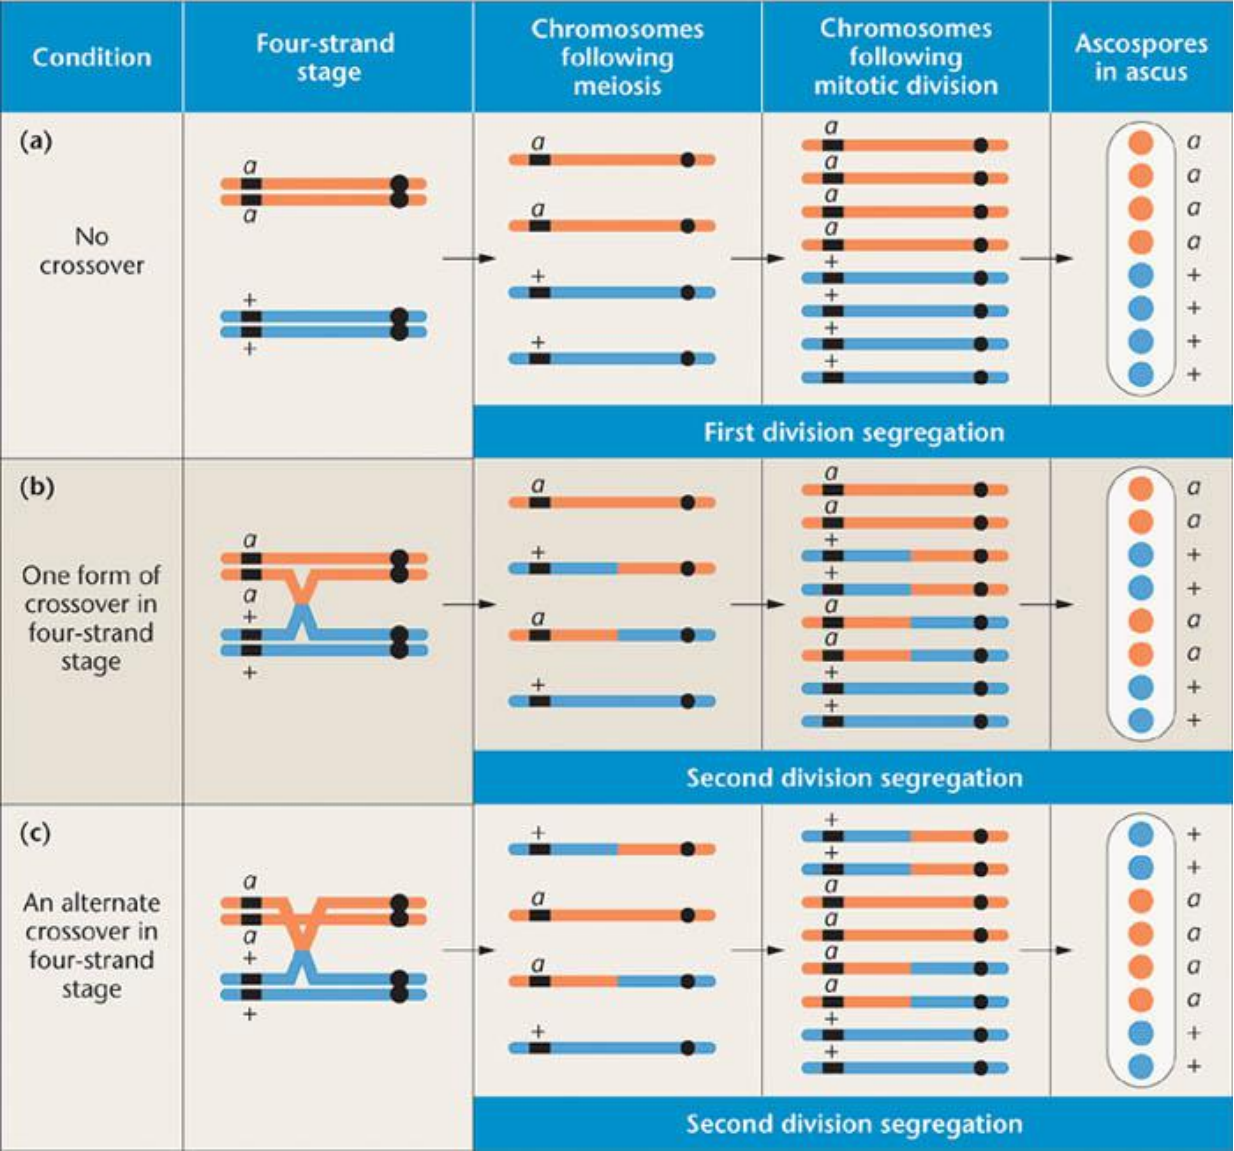 Condition
Four-strand
stage
Chromosomes
following
meiosis
Chromosomes
following
mitotic division
Ascospores
in ascus
(a)
No
crossover
a
a
+
+
a
a
+
+
a
a
a
a
+
+
+
+
a
a
a
a
+
+
+
+
First division segregation
(b)
One form of
crossover in
four-strand
stage
a
a
+
+
a
+
a
+
a
a
+
+
a
a
+
+
a
a
+
+
a
a
+
+
Second division segregation
(c)
An alternate
crossover in
four-strand
stage
a
a
+
+
+
a
a
+
+
+
a
a
a
a
+
+
+
+
a
a
a
a
+
+
Second division segregation